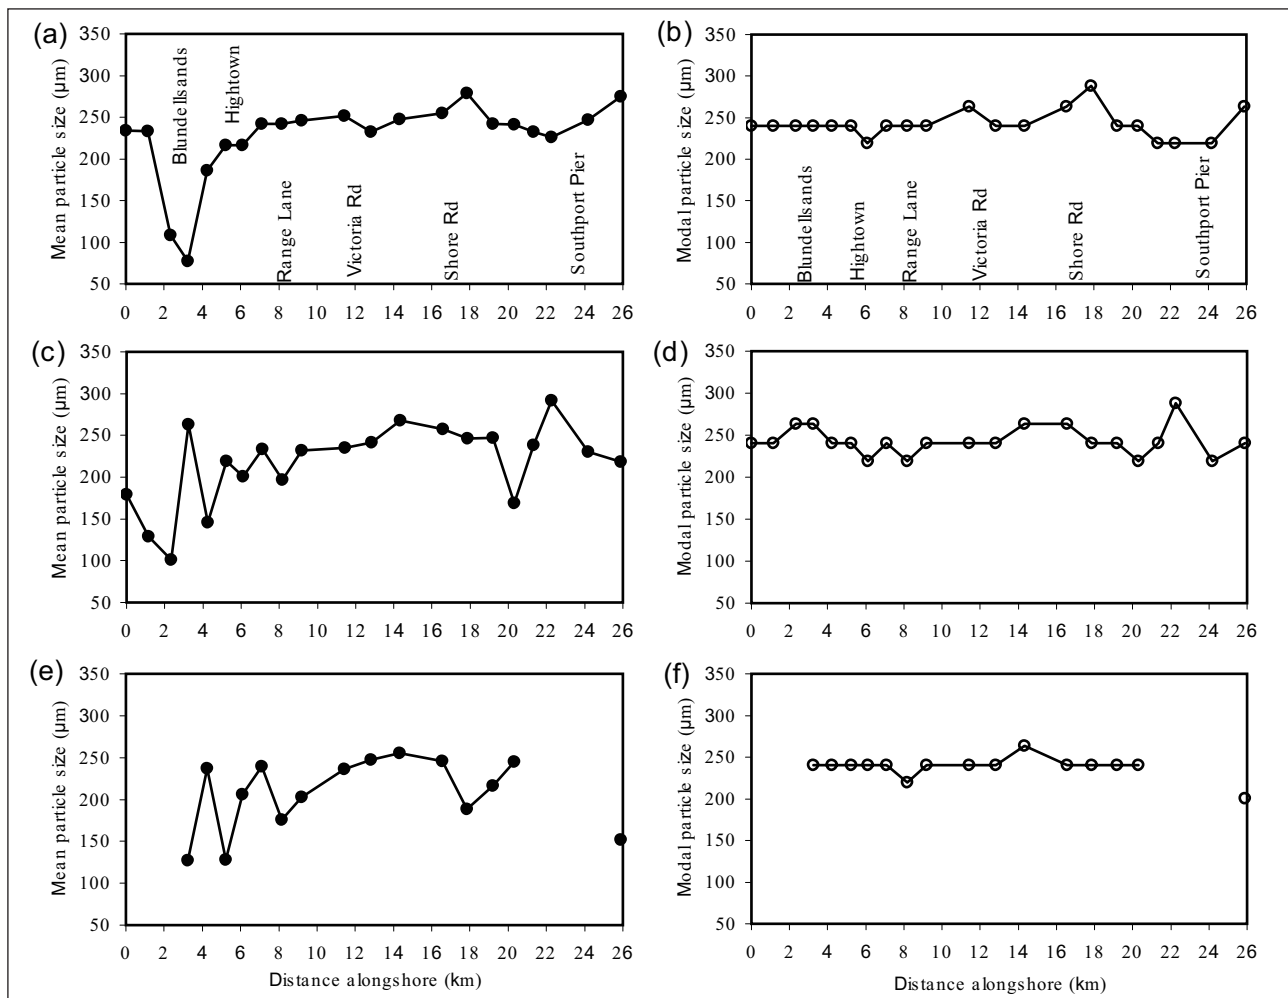 (a)
Mean particle size (µm)
350
300
250
200
150
100
50
Blundellsands
Hightown
Range Lane
Victoria Rd
Shore Rd
Southport Pier
0 2 4 6 8 10 12 14 16 18 20 22 24 26
(b)
Modal particle size (µm)
350
300
250
200
150
100
50
Blundellsands
Hightown
Range Lane
Victoria Rd
Shore Rd
Southport Pier
0 2 4 6 8 10 12 14 16 18 20 22 24 26
(c)
Mean particle size (µm)
350
300
250
200
150
100
50
0 2 4 6 8 10 12 14 16 18 20 22 24 26
(d)
Modal particle size (µm)
350
300
250
200
150
100
50
0 2 4 6 8 10 12 14 16 18 20 22 24 26
(e)
Mean particle size (µm)
350
300
250
200
150
100
50
0 2 4 6 8 10 12 14 16 18 20 22 24 26
Distance alongshore (km)
(f)
Modal particle size (µm)
350
300
250
200
150
100
50
0 2 4 6 8 10 12 14 16 18 20 22 24 26
Distance alongshore (km)